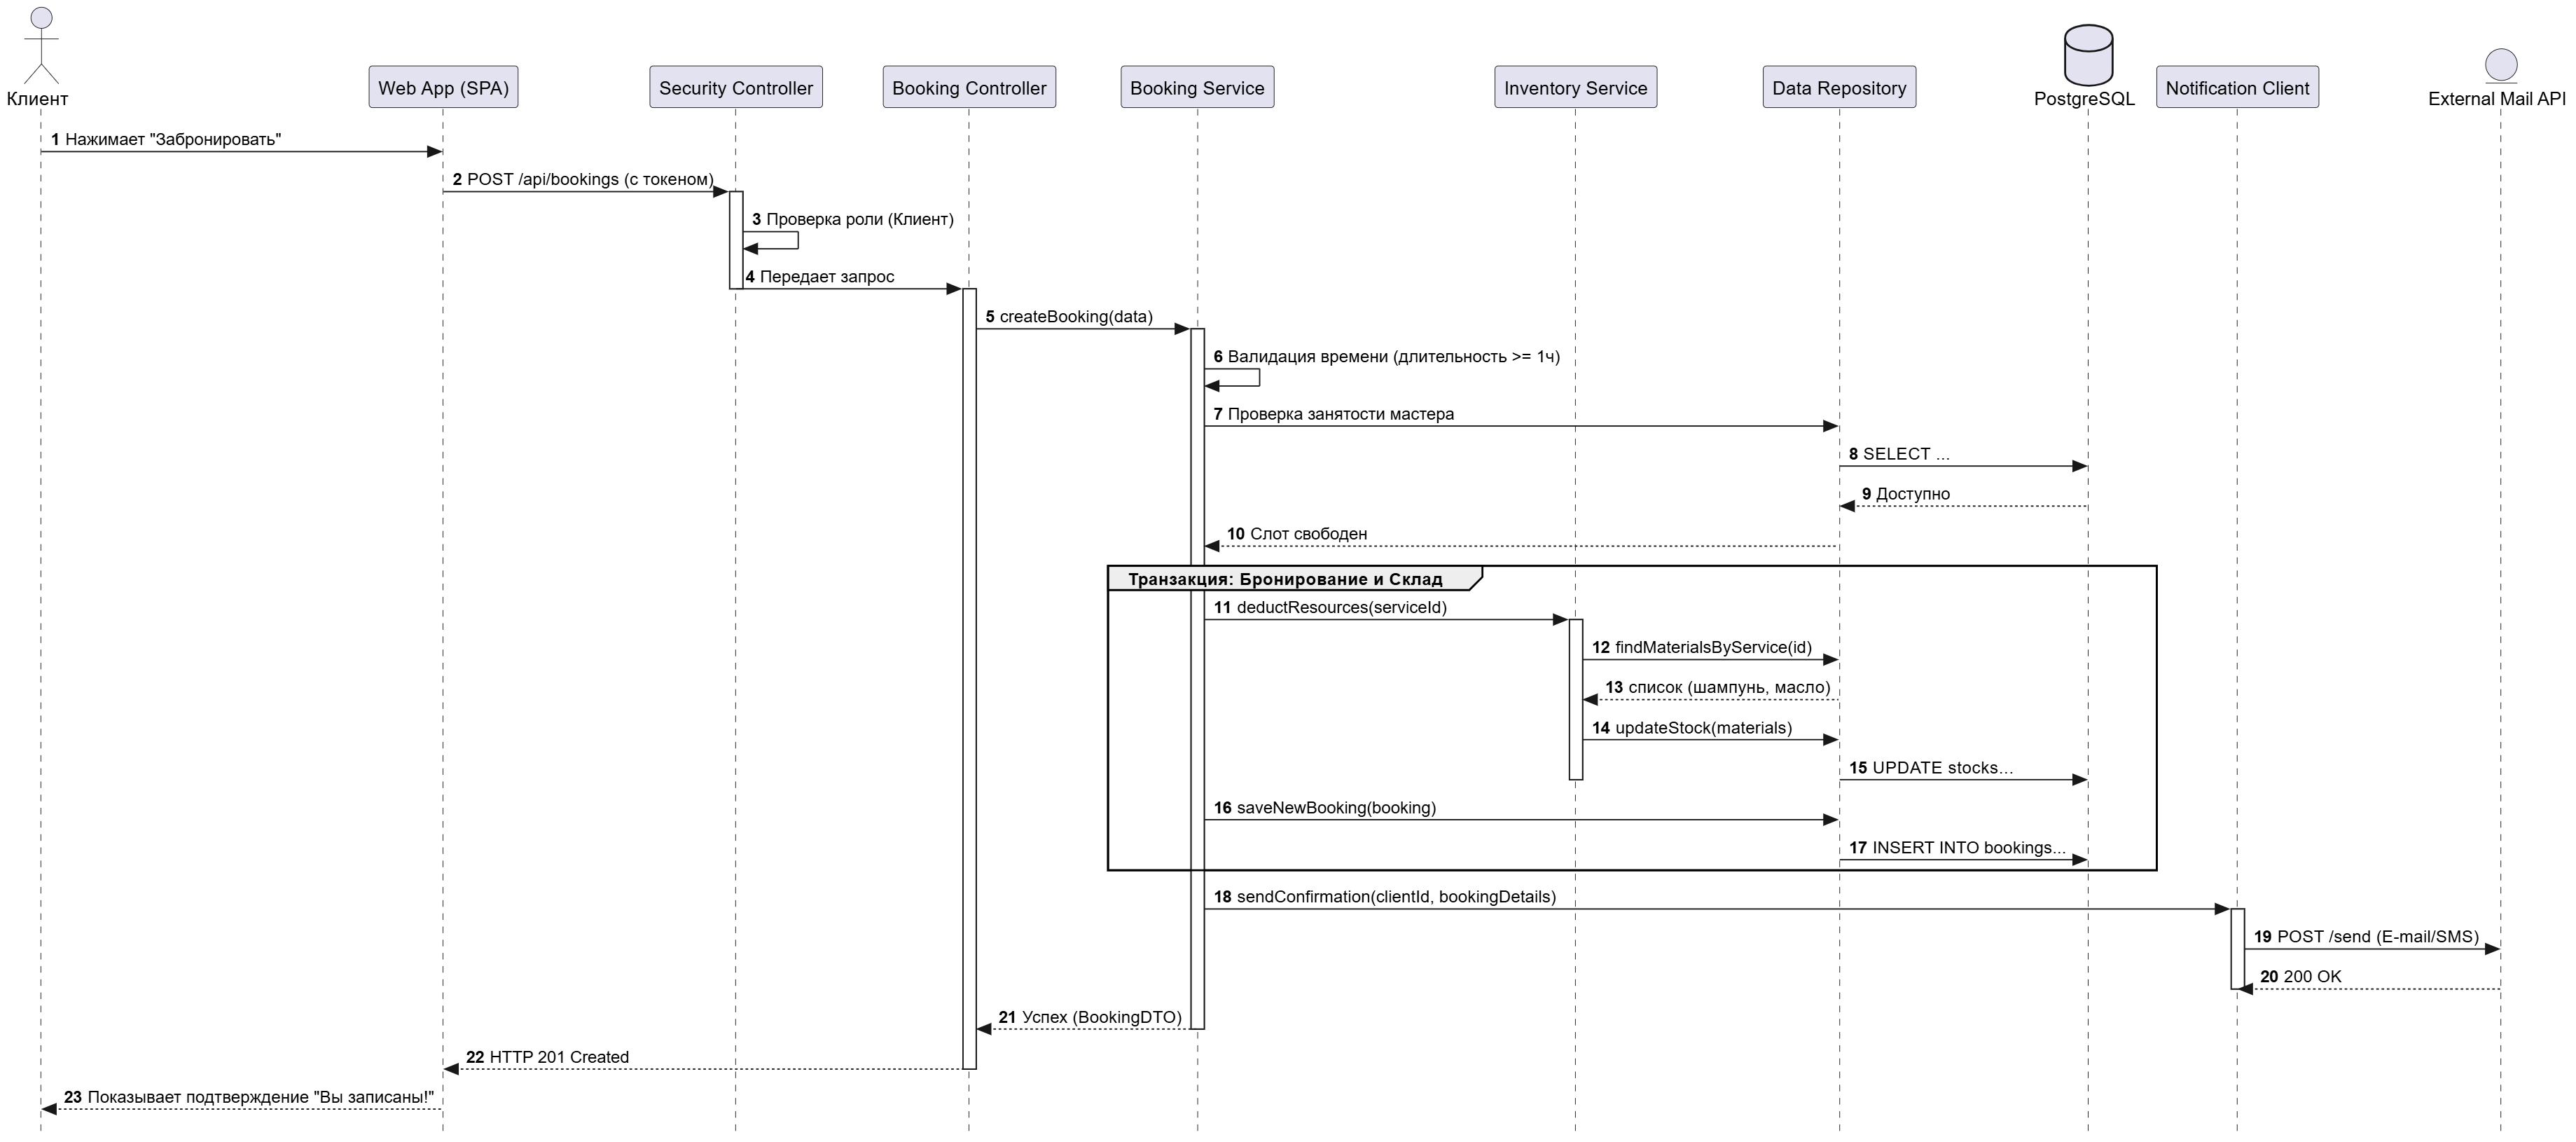 Клиент
Web App (SPA)
Security Controller
Booking Controller
Booking Service
Inventory Service
Data Repository
PostgreSQL
Notification Client
External Mail API
1 Нажимает "Забронировать"
2 POST /api/bookings (с токеном)
3 Проверка роли (Клиент)
4 Передает запрос
5 createBooking(data)
6 Валидация времени (длительность >= 1ч)
7 Проверка занятости мастера
8 SELECT ...
9 Доступно
10 Слот свободен
Транзакция: Бронирование и Склад
11 deductResources(serviceId)
12 findMaterialsByService(id)
13 список (шампунь, масло)
14 updateStock(materials)
15 UPDATE stocks...
16 saveNewBooking(booking)
17 INSERT INTO bookings...
18 sendConfirmation(clientId, bookingDetails)
19 POST /send (E-mail/SMS)
20 200 OK
21 Успех (BookingDTO)
22 HTTP 201 Created
23 Показывает подтверждение "Вы записаны!"